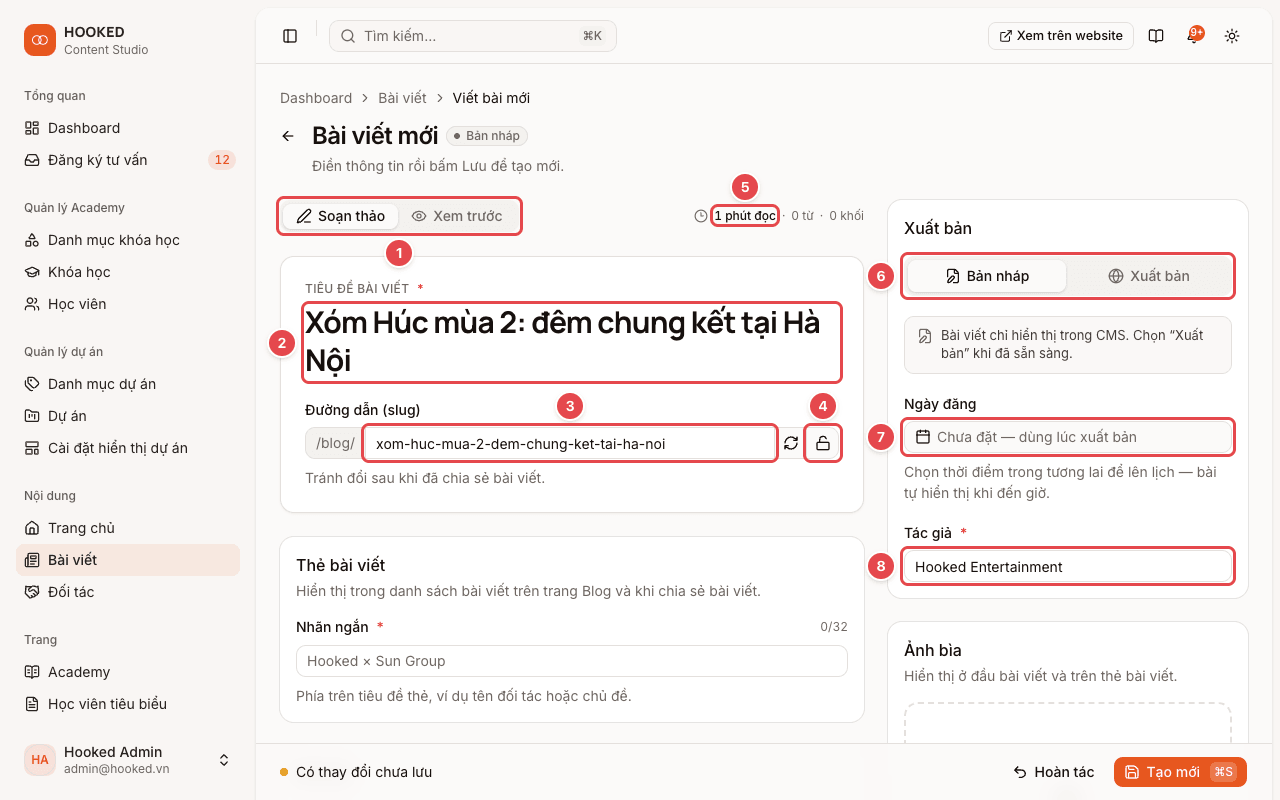 HOOKED
Content Studio
Tổng quan
Dashboard
Đăng ký tư vấn 12
Quản lý Academy
Danh mục khóa học
Khóa học
Học viên
Quản lý dự án
Danh mục dự án
Dự án
Cài đặt hiển thị dự án
Nội dung
Trang chủ
Bài viết
Đối tác
Trang
Academy
Học viên tiêu biểu
HA
Hooked Admin
admin@hooked.vn
Tìm kiếm... ⌘K
Xem trên website
9+
Dashboard > Bài viết > Viết bài mới
Bài viết mới
Bản nháp
Điền thông tin rồi bấm Lưu để tạo mới.
Soạn thảo
Xem trước
1
5
1 phút đọc · 0 từ · 0 khối
TIÊU ĐỀ BÀI VIẾT *
2
Xóm Húc mùa 2: đêm chung kết tại Hà
Nội
Đường dẫn (slug)
3
4
/blog/ xom-huc-mua-2-dem-chung-ket-tai-ha-noi
Tránh đổi sau khi đã chia sẻ bài viết.
Thẻ bài viết
Hiển thị trong danh sách bài viết trên trang Blog và khi chia sẻ bài viết.
Nhãn ngắn * 0/32
Hooked × Sun Group
Phía trên tiêu đề thẻ, ví dụ tên đối tác hoặc chủ đề.
Xuất bản
6
Bản nháp
Xuất bản
Bài viết chỉ hiển thị trong CMS. Chọn “Xuất
bản” khi đã sẵn sàng.
Ngày đăng
7
Chưa đặt — dùng lúc xuất bản
Chọn thời điểm trong tương lai để lên lịch — bài
tự hiển thị khi đến giờ.
Tác giả *
8
Hooked Entertainment
Ảnh bìa
Hiển thị ở đầu bài viết và trên thẻ bài viết.
Có thay đổi chưa lưu
Hoàn tác
Tạo mới ⌘S